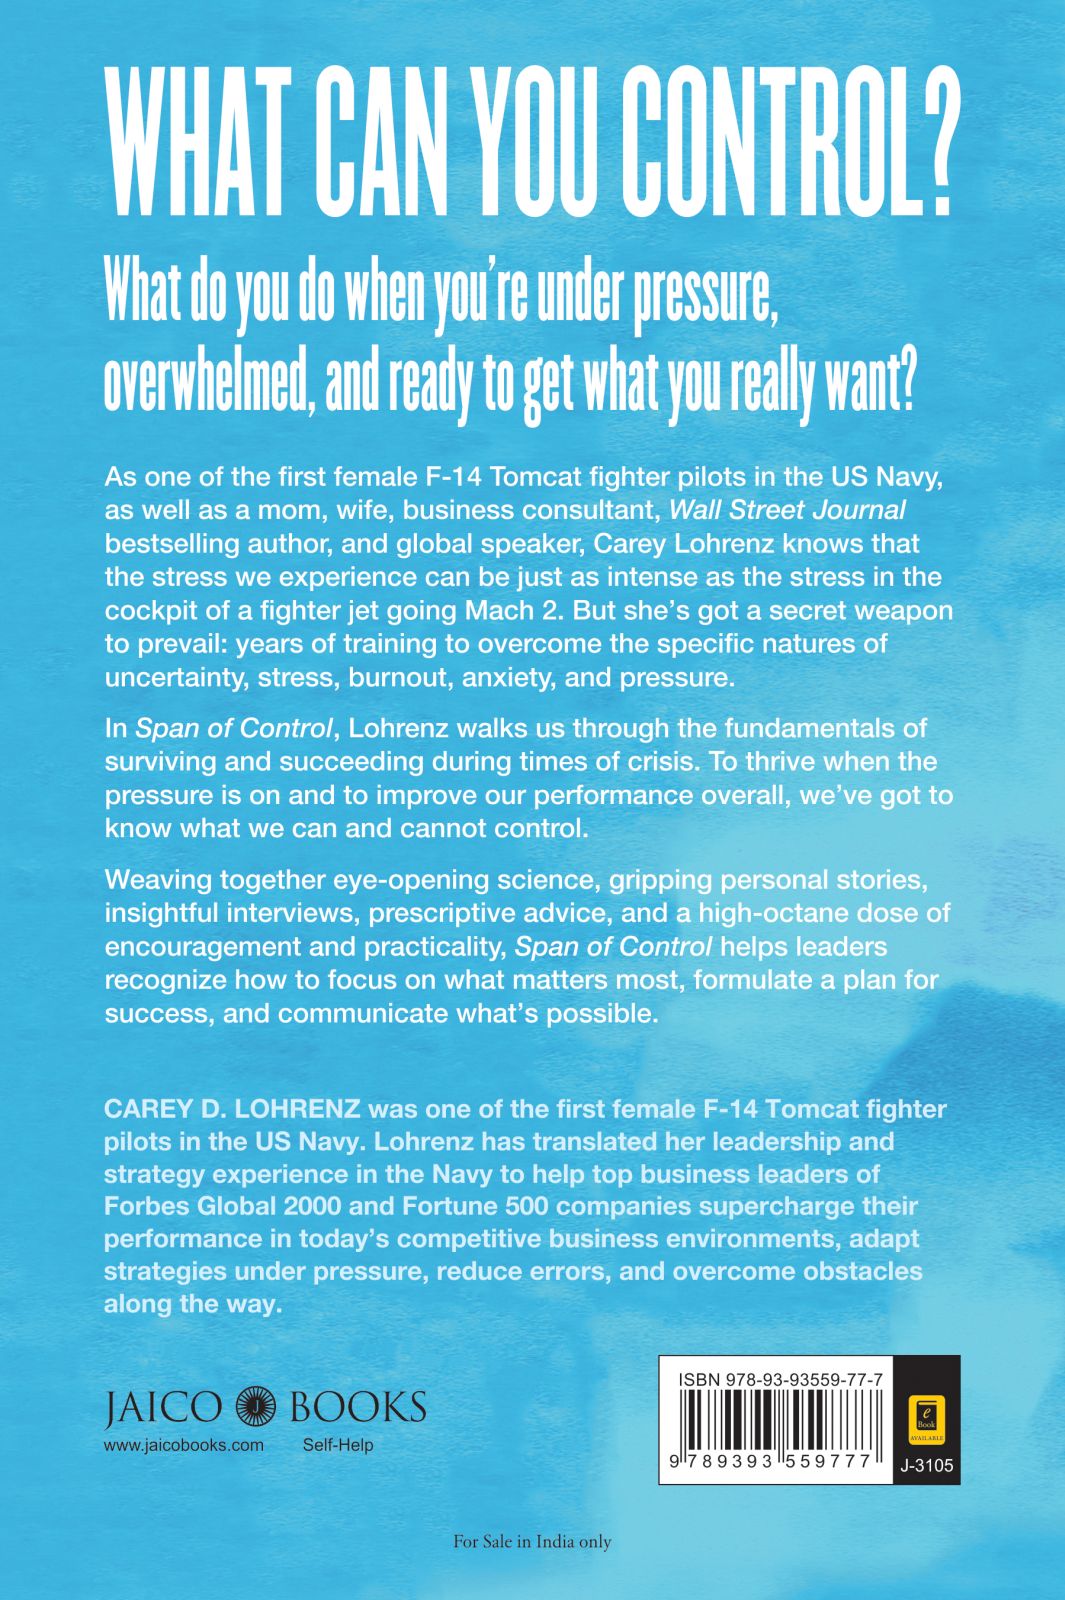 WHAT CAN YOU CONTROL?
What do you do when you're under pressure,
overwhelmed, and ready to get what you really want?
As one of the first female F-14 Tomcat fighter pilots in the US Navy,
as well as a mom, wife, business consultant, Wall Street Journal
bestselling author, and global speaker, Carey Lohrenz knows that
the stress we experience can be just as intense as the stress in the
cockpit of a fighter jet going Mach 2. But she's got a secret weapon
to prevail: years of training to overcome the specific natures of
uncertainty, stress, burnout, anxiety, and pressure.
In Span of Control, Lohrenz walks us through the fundamentals of
surviving and succeeding during times of crisis. To thrive when the
pressure is on and to improve our performance overall, we've got to
know what we can and cannot control.
Weaving together eye-opening science, gripping personal stories,
insightful interviews, prescriptive advice, and a high-octane dose of
encouragement and practicality, Span of Control helps leaders
recognize how to focus on what matters most, formulate a plan for
success, and communicate what's possible.
CAREY D. LOHRENZ was one of the first female F-14 Tomcat fighter
pilots in the US Navy. Lohrenz has translated her leadership and
strategy experience in the Navy to help top business leaders of
Forbes Global 2000 and Fortune 500 companies supercharge their
performance in today's competitive business environments, adapt
strategies under pressure, reduce errors, and overcome obstacles
along the way.
JAICO J BOOKS
www.jaicobooks.com Self-Help
ISBN 978-93-93559-77-7
9 789393 559777
e
Book
AVAILABLE
J-3105
For Sale in India only